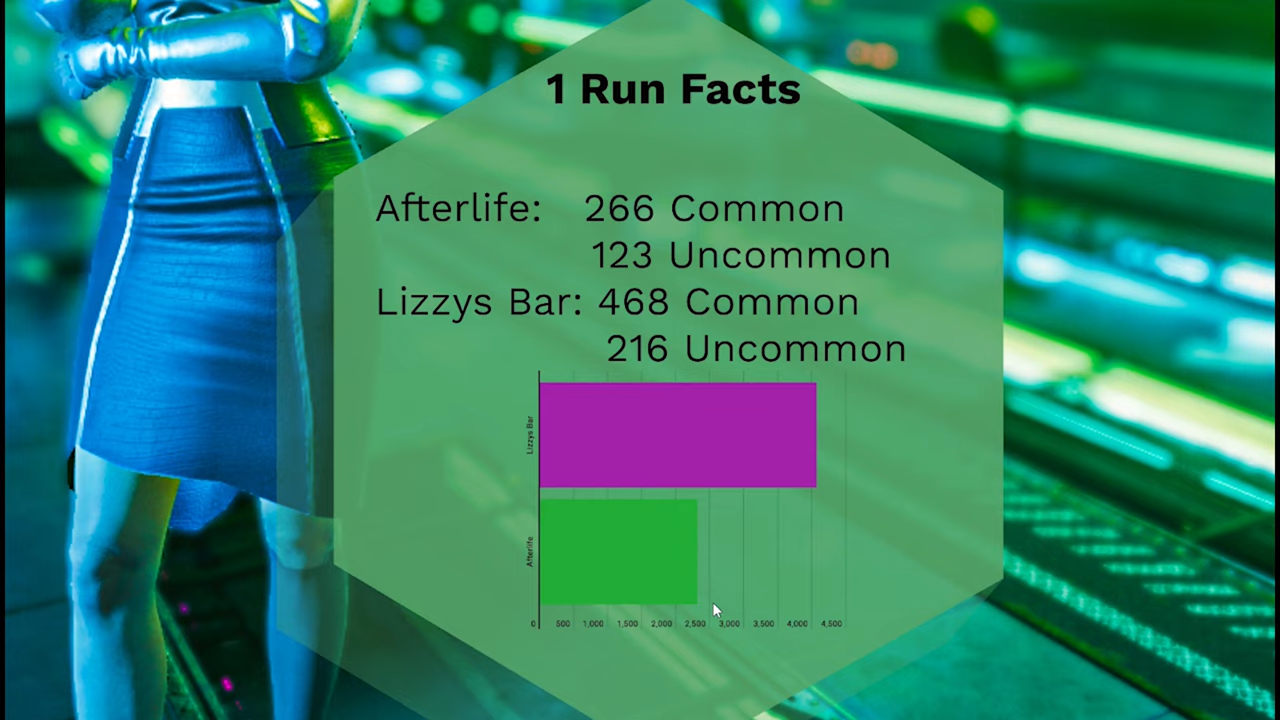 1 Run Facts
Afterlife: 266 Common
123 Uncommon
Lizzys Bar: 468 Common
216 Uncommon
Lizzys Bar
Afterlife
0 500 1,000 1,500 2,000 2,500 3,000 3,500 4,000 4,500